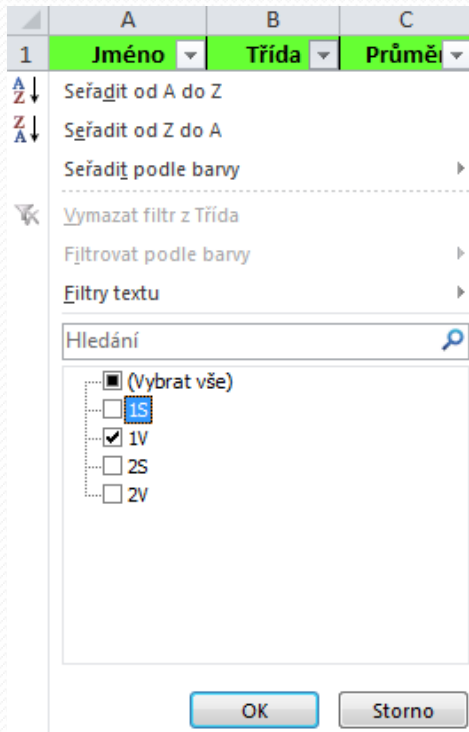 A B C
1 Jméno Třída Průměr
Seřadit od A do Z
Seřadit od Z do A
Seřadit podle barvy
Vymazat filtr z Třída
Filtrovat podle barvy
Filtry textu
Hledání
(Vybrat vše)
1S
1V
2S
2V
OK Storno